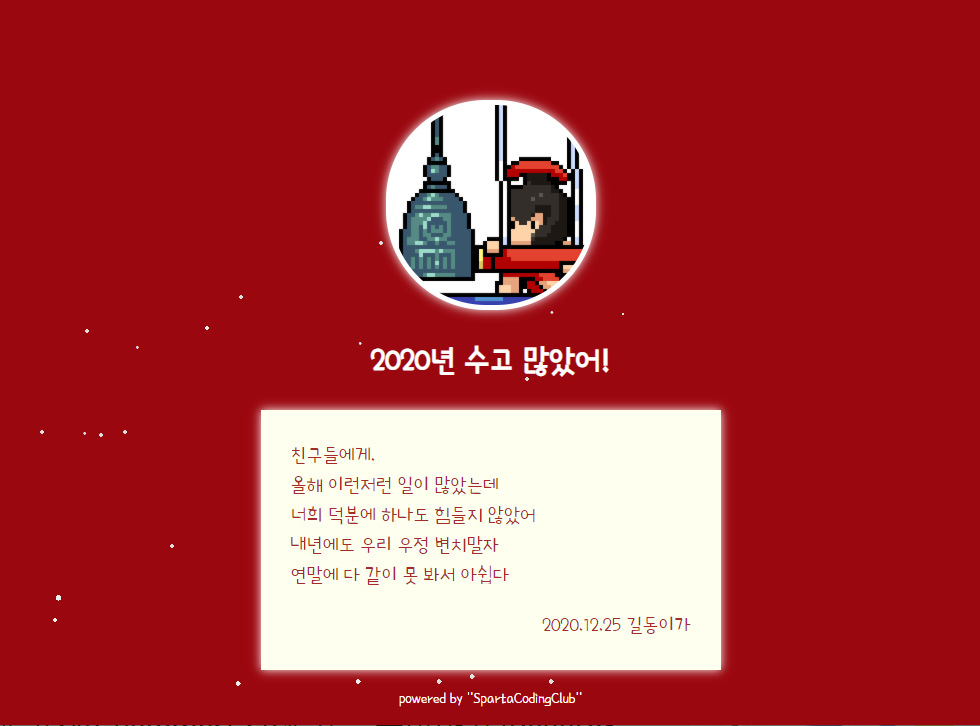 2020년 수고 많았어!
친구들에게.
올해 이런저런 일이 많았는데
너희 덕분에 하나도 힘들지 않았어
내년에도 우리 우정 변치말자
연말에 다 같이 못 봐서 아쉽다
2020.12.25 길동이가
powered by "SpartaCodingClub"